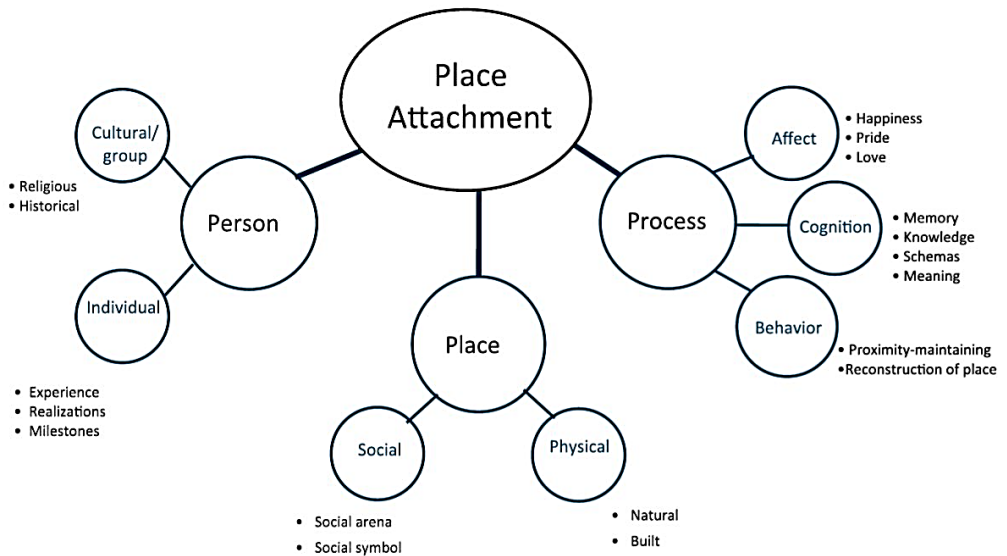 Place
Attachment
Cultural/
group
• Religious
• Historical
Person
Individual
• Experience
• Realizations
• Milestones
Place
Social
• Social arena
• Social symbol
Physical
• Natural
• Built
Process
Affect
• Happiness
• Pride
• Love
Cognition
• Memory
• Knowledge
• Schemas
• Meaning
Behavior
• Proximity-maintaining
•Reconstruction of place